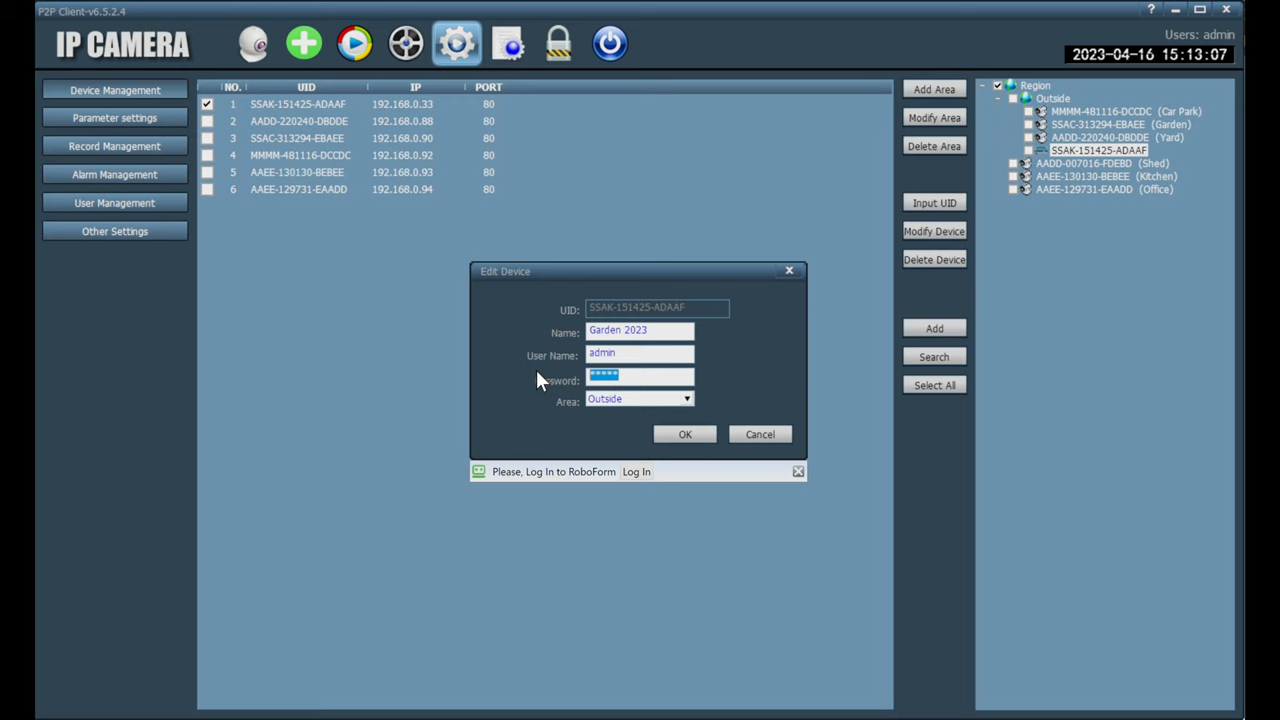 P2P Client-v6.5.2.4
?
IP CAMERA
Users: admin
2023-04-16 15:13:07
Device Management
Parameter settings
Record Management
Alarm Management
User Management
Other Settings
NO. UID IP PORT
1 SSAK-151425-ADAAF 192.168.0.33 80
2 AADD-220240-DBDDE 192.168.0.88 80
3 SSAC-313294-EBAEE 192.168.0.90 80
4 MMMM-481116-DCCDC 192.168.0.92 80
5 AAEE-130130-BEBEE 192.168.0.93 80
6 AAEE-129731-EAADD 192.168.0.94 80
Edit Device
UID: SSAK-151425-ADAAF
Name: Garden 2023
User Name: admin
sword: *****
Area: Outside
OK Cancel
Please, Log In to RoboForm Log In
Add Area
Modify Area
Delete Area
Input UID
Modify Device
Delete Device
Add
Search
Select All
Region
Outside
MMMM-481116-DCCDC (Car Park)
SSAC-313294-EBAEE (Garden)
AADD-220240-DBDDE (Yard)
SSAK-151425-ADAAF
AADD-007016-FDEBD (Shed)
AAEE-130130-BEBEE (Kitchen)
AAEE-129731-EAADD (Office)